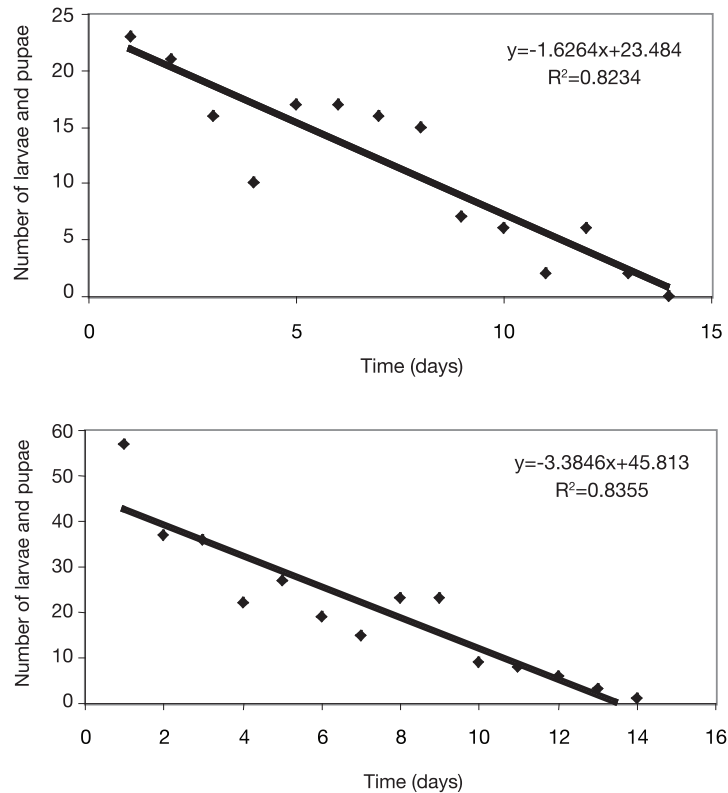 Number of larvae and pupae
25
20
15
10
5
0
y=-1.6264x+23.484
R²=0.8234
0 5 10 15
Time (days)
Number of larvae and pupae
60
50
40
30
20
10
0
y=-3.3846x+45.813
R²=0.8355
0 2 4 6 8 10 12 14 16
Time (days)